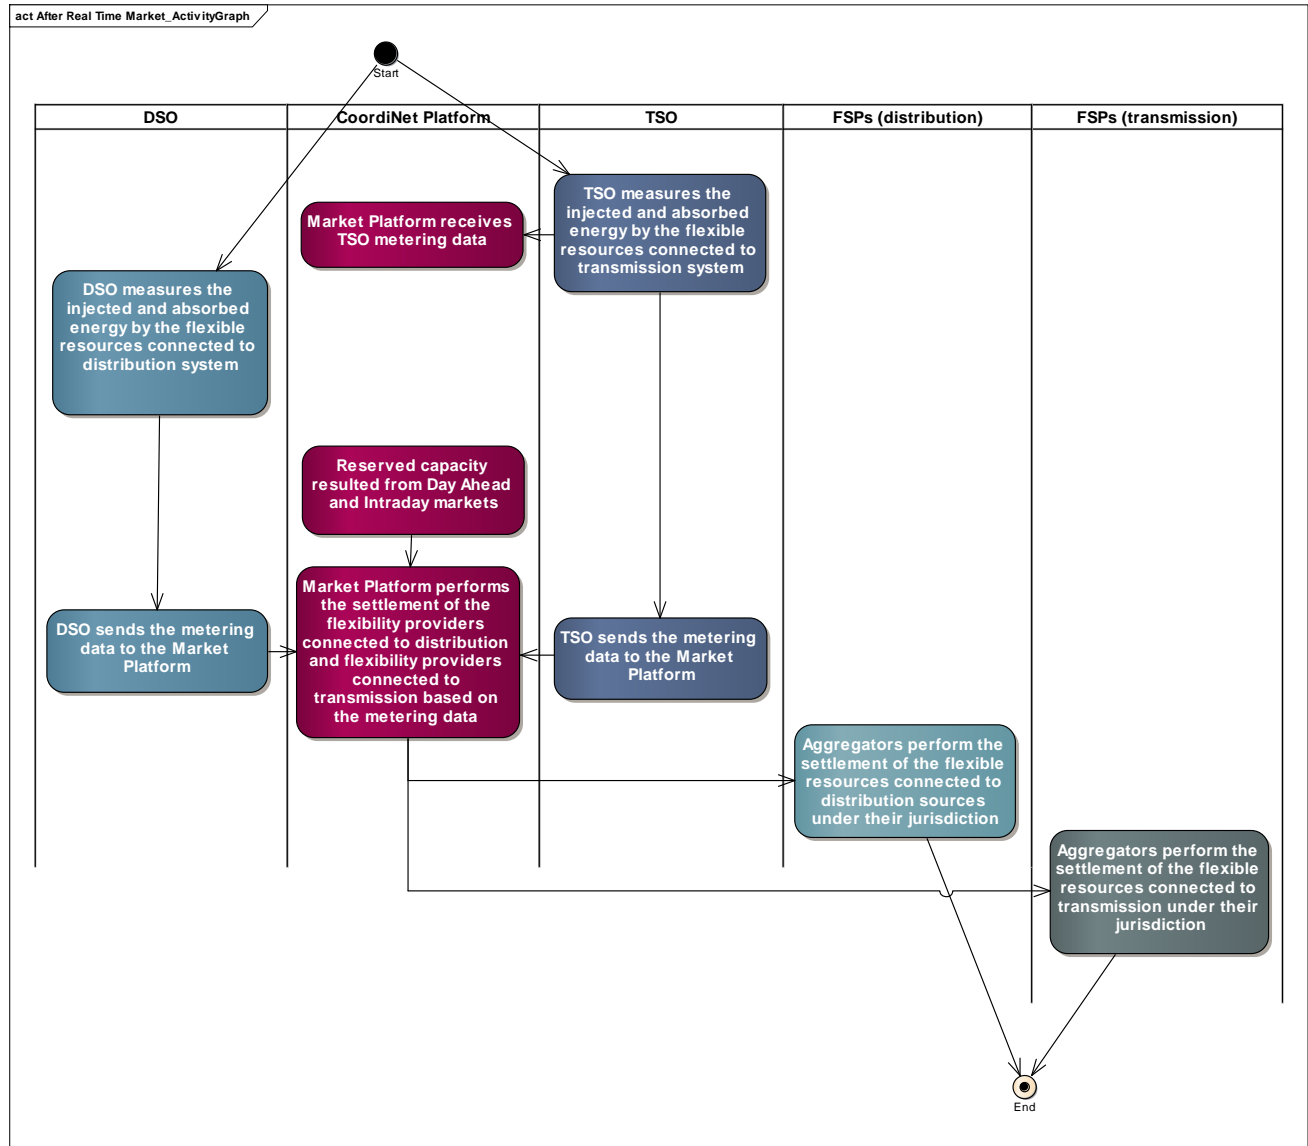 act After Real Time Market_ActivityGraph
Start
DSO
CoordiNet Platform
TSO
FSPs (distribution)
FSPs (transmission)
TSO measures the
injected and absorbed
energy by the flexible
resources connected to
transmission system
Market Platform receives
TSO metering data
DSO measures the
injected and absorbed
energy by the flexible
resources connected to
distribution system
Reserved capacity
resulted from Day Ahead
and Intraday markets
Market Platform performs
the settlement of the
flexibility providers
connected to distribution
and flexibility providers
connected to
transmission based on
the metering data
DSO sends the metering
data to the Market
Platform
TSO sends the metering
data to the Market
Platform
Aggregators perform the
settlement of the flexible
resources connected to
distribution sources
under their jurisdiction
Aggregators perform the
settlement of the flexible
resources connected to
transmission under their
jurisdiction
End